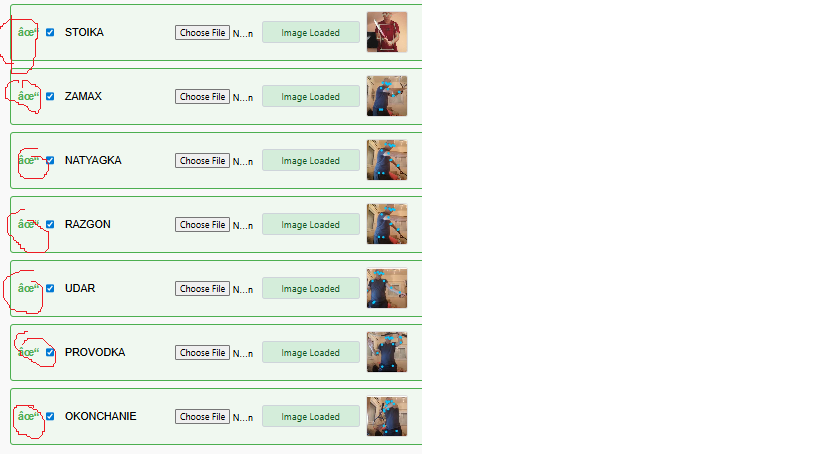 âœ“ STOIKA Choose File N...n Image Loaded
âœ“ ZAMAX Choose File N...n Image Loaded
âœ“ NATYAGKA Choose File N...n Image Loaded
âœ“ RAZGON Choose File N...n Image Loaded
âœ“ UDAR Choose File N...n Image Loaded
âœ“ PROVODKA Choose File N...n Image Loaded
âœ“ OKONCHANIE Choose File N...n Image Loaded